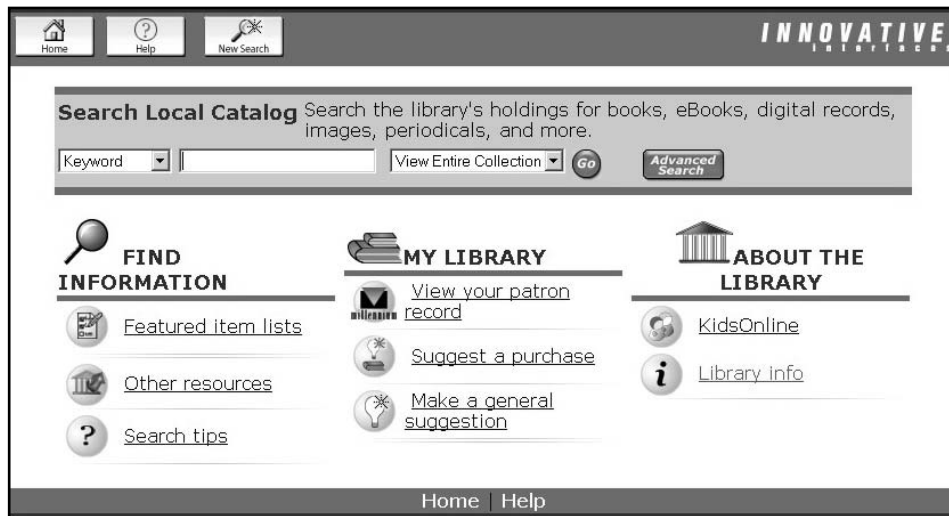 Home
Help
New Search
INNOVATIVE
interfaces
Search Local Catalog Search the library's holdings for books, eBooks, digital records,
images, periodicals, and more.
Keyword View Entire Collection Go Advanced
Search
FIND
INFORMATION
Featured item lists
Other resources
? Search tips
MY LIBRARY
View your patron
millennium record
Suggest a purchase
Make a general
suggestion
ABOUT THE
LIBRARY
KidsOnline
i Library info
Home | Help